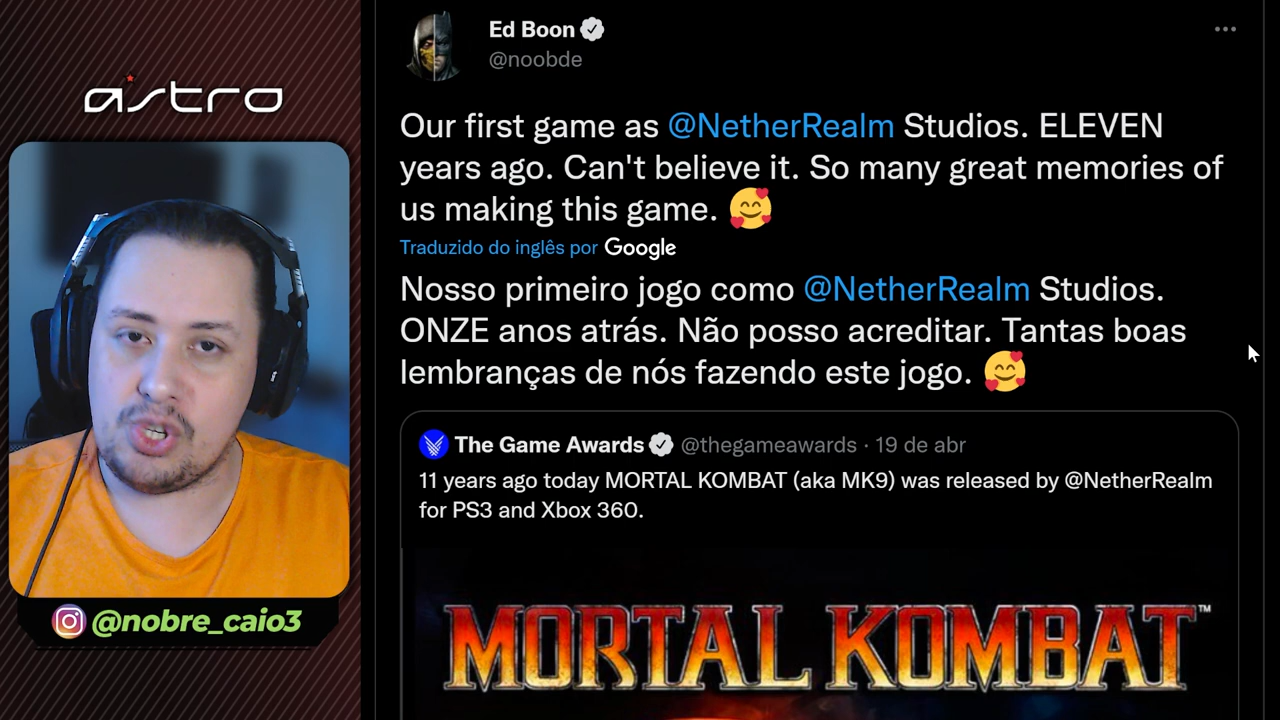 astro
@nobre_caio3
Ed Boon
@noobde
Our first game as @NetherRealm Studios. ELEVEN
years ago. Can't believe it. So many great memories of
us making this game. 🥰
Traduzido do inglês por Google
Nosso primeiro jogo como @NetherRealm Studios.
ONZE anos atrás. Não posso acreditar. Tantas boas
lembranças de nós fazendo este jogo. 🥰
The Game Awards @thegameawards · 19 de abr
11 years ago today MORTAL KOMBAT (aka MK9) was released by @NetherRealm
for PS3 and Xbox 360.
MORTAL KOMBAT™